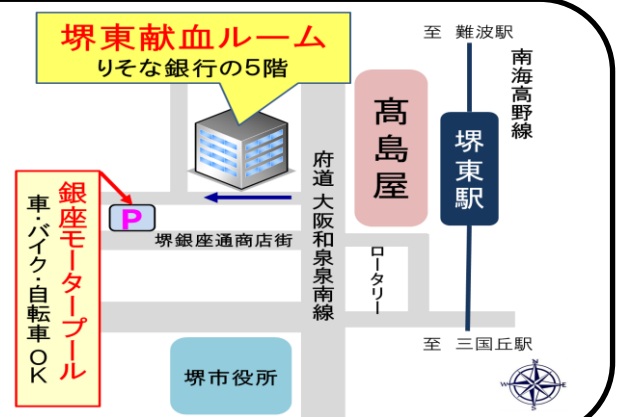 堺東献血ルーム
りそな銀行の5階
至 難波駅
南海高野線
髙島屋
堺東駅
府道 大阪和泉泉南線
銀座モータープール
車・バイク・自転車OK
P
堺銀座通商店街
ロータリー
至 三国丘駅
堺市役所
N
W
E
S